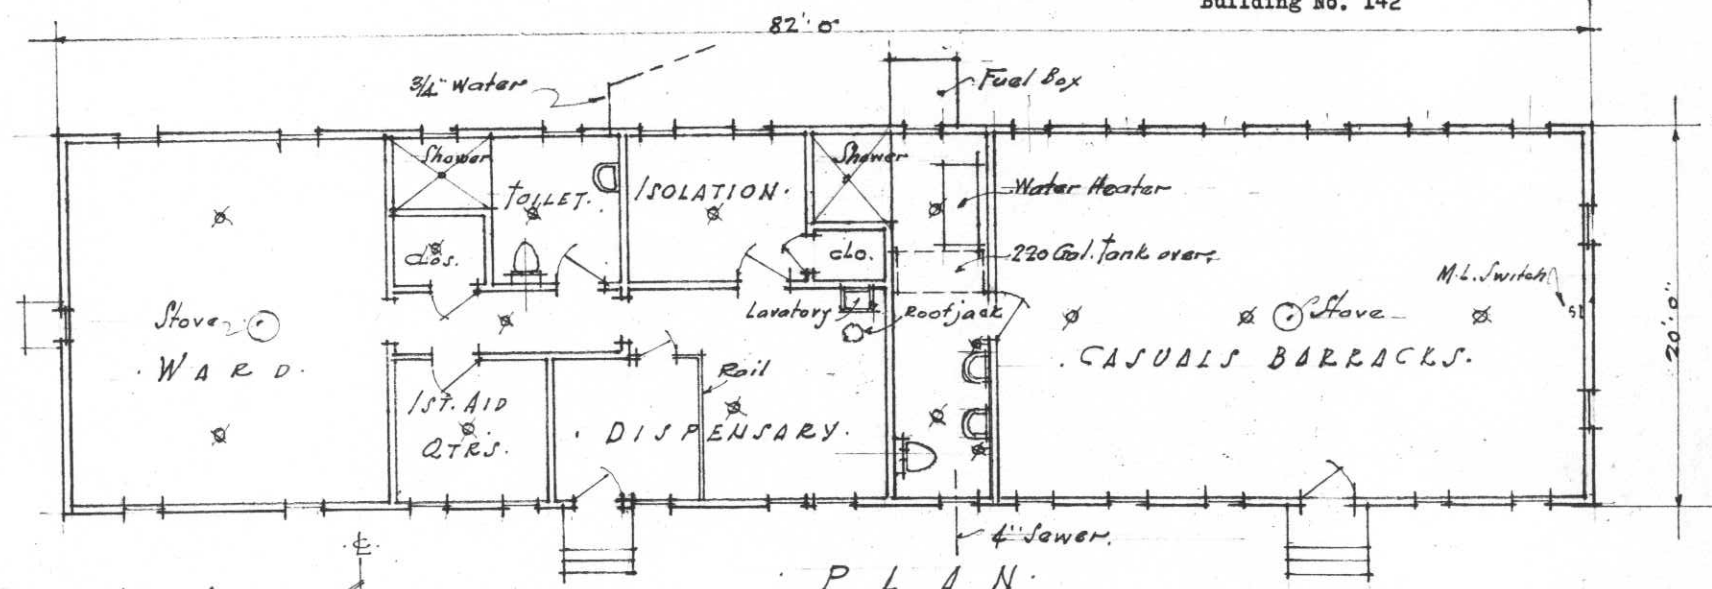 Building No. 142
82'-0"
3/4" Water
Fuel Box
Shower
TOILET.
ISOLATION.
Shower
Water Heater
clos.
clo.
220 Gal. Tank over.
M.L. Switch
Stove
Lavatory
Roof jack
Stove
20'-0"
WARD.
Rail
CASUALS BARRACKS.
1ST. AID
QTRS.
DISPENSARY.
4" Sewer.
PLAN.